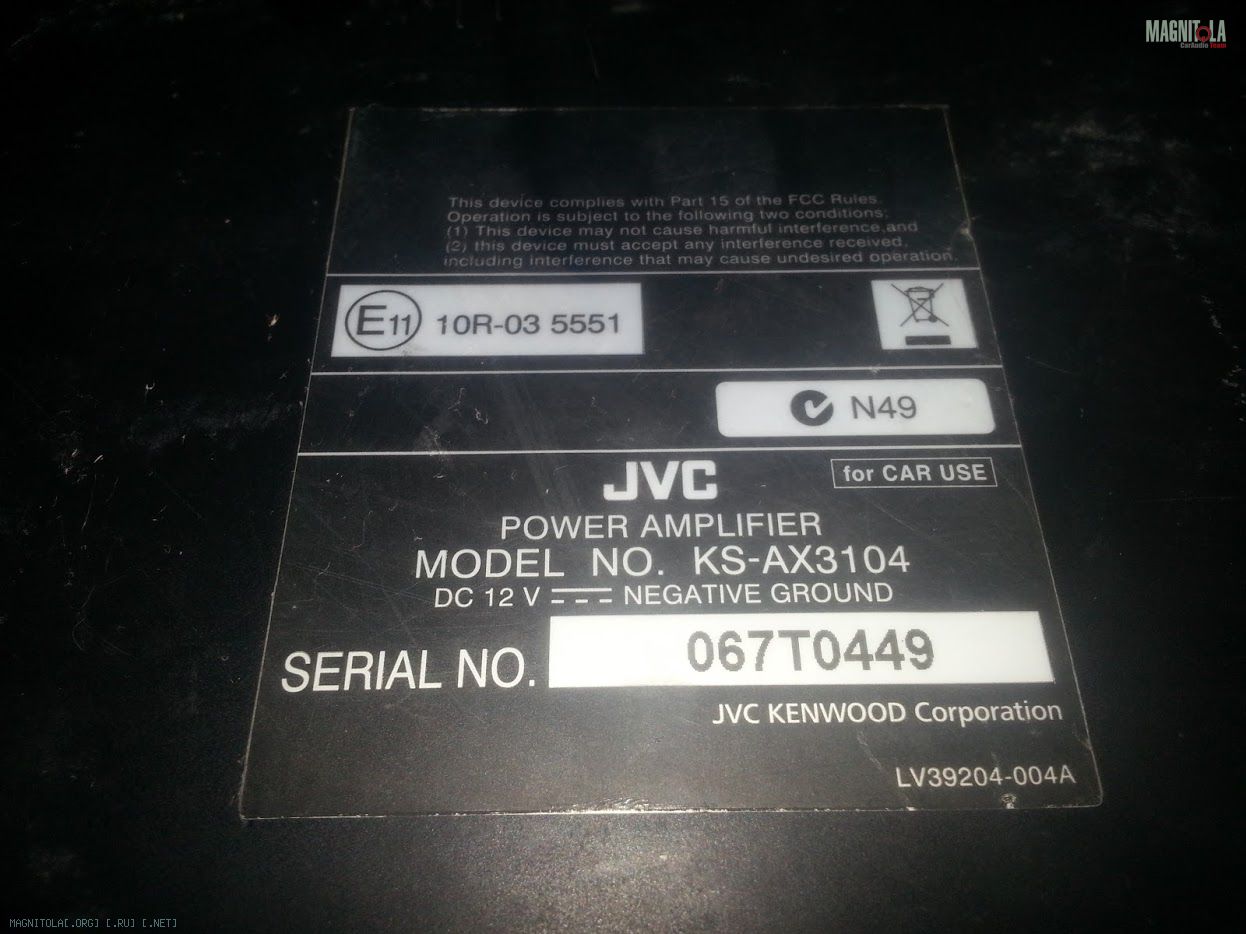 MAGNITOLA
CarAudio Team
This device complies with Part 15 of the FCC Rules.
Operation is subject to the following two conditions:
(1) This device may not cause harmful interference,and
(2) this device must accept any interference received,
including interference that may cause undesired operation.
E11 10R-03 5551
N49
JVC for CAR USE
POWER AMPLIFIER
MODEL NO. KS-AX3104
DC 12 V NEGATIVE GROUND
SERIAL NO. 067T0449
JVC KENWOOD Corporation
LV39204-004A
MAGNITOLA[.ORG] [.RU] [.NET]